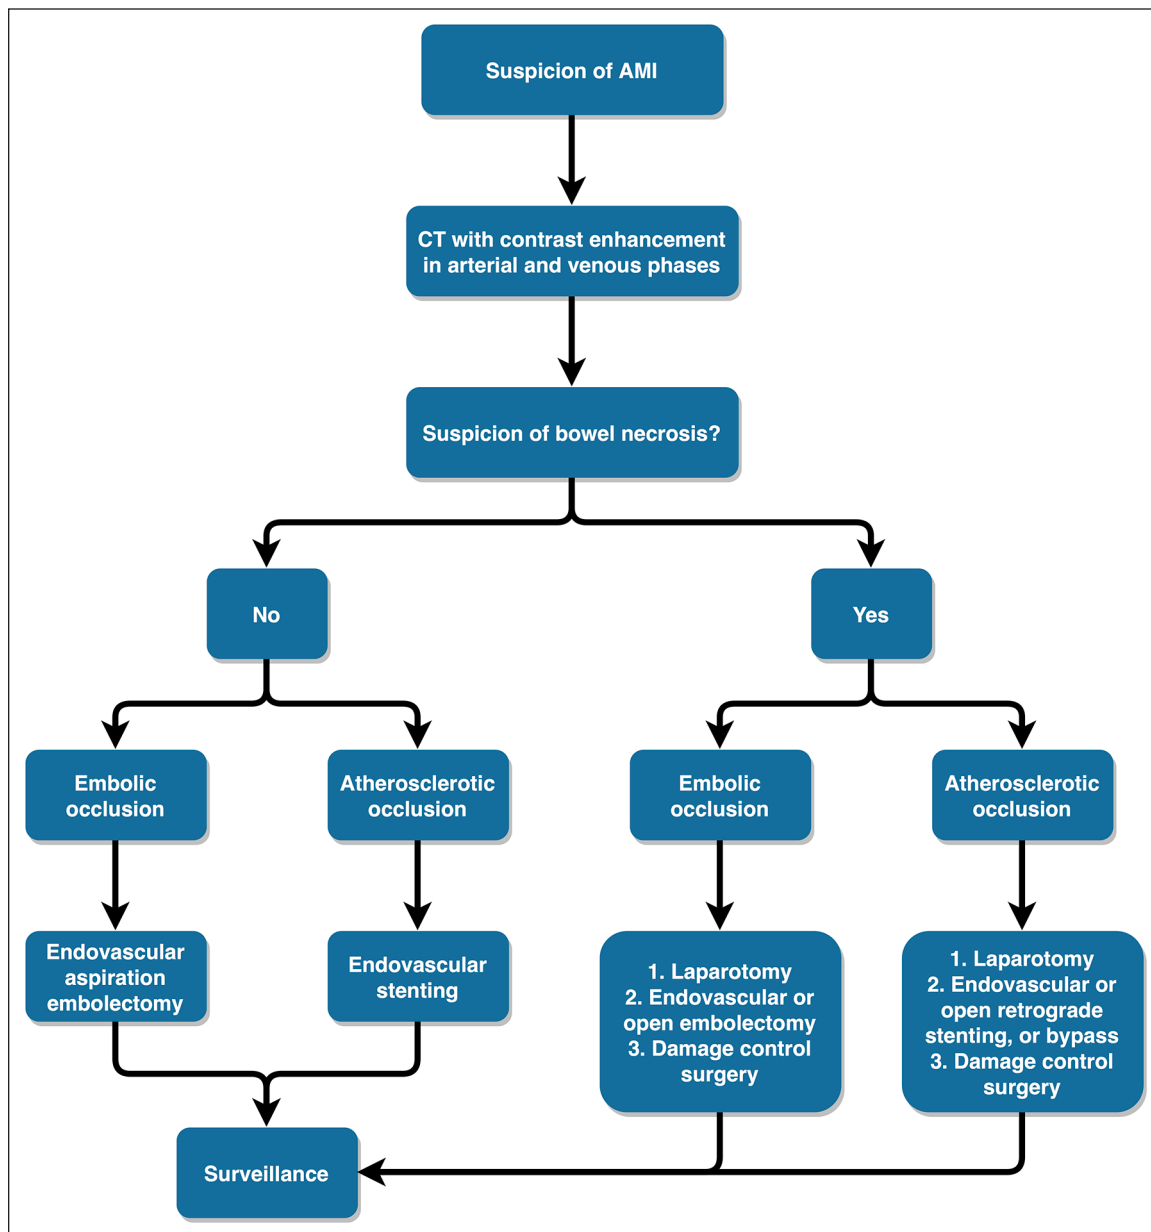 Suspicion of AMI
CT with contrast enhancement
in arterial and venous phases
Suspicion of bowel necrosis?
No
Yes
Embolic
occlusion
Atherosclerotic
occlusion
Embolic
occlusion
Atherosclerotic
occlusion
Endovascular
aspiration
embolectomy
Endovascular
stenting
1. Laparotomy
2. Endovascular or
open embolectomy
3. Damage control
surgery
1. Laparotomy
2. Endovascular or
open retrograde
stenting, or bypass
3. Damage control
surgery
Surveillance